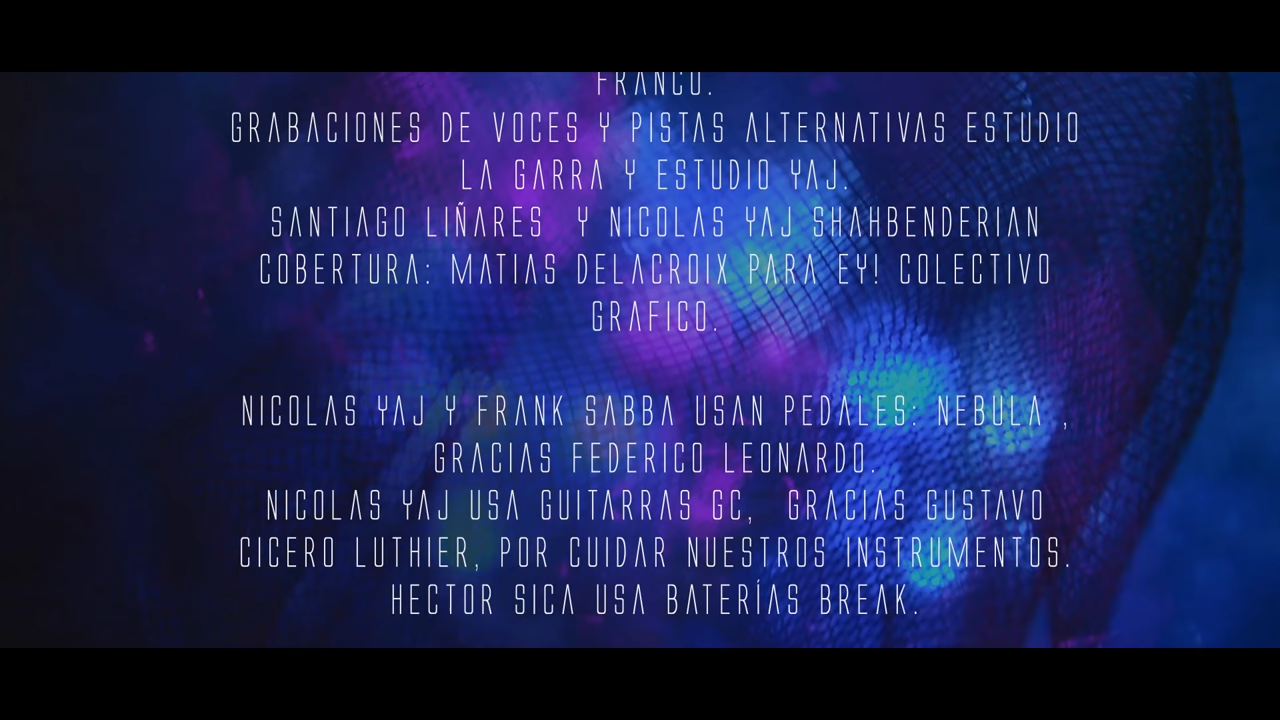 FRANCO.
GRABACIONES DE VOCES Y PISTAS ALTERNATIVAS ESTUDIO
LA GARRA Y ESTUDIO YAJ.
SANTIAGO LIÑARES Y NICOLAS YAJ SHAHBENDERIAN
COBERTURA: MATIAS DELACROIX PARA EY! COLECTIVO
GRAFICO.
NICOLAS YAJ Y FRANK SABBA USAN PEDALES: NEBULA ,
GRACIAS FEDERICO LEONARDO.
NICOLAS YAJ USA GUITARRAS GC, GRACIAS GUSTAVO
CICERO LUTHIER, POR CUIDAR NUESTROS INSTRUMENTOS.
HECTOR SICA USA BATERÍAS BREAK.